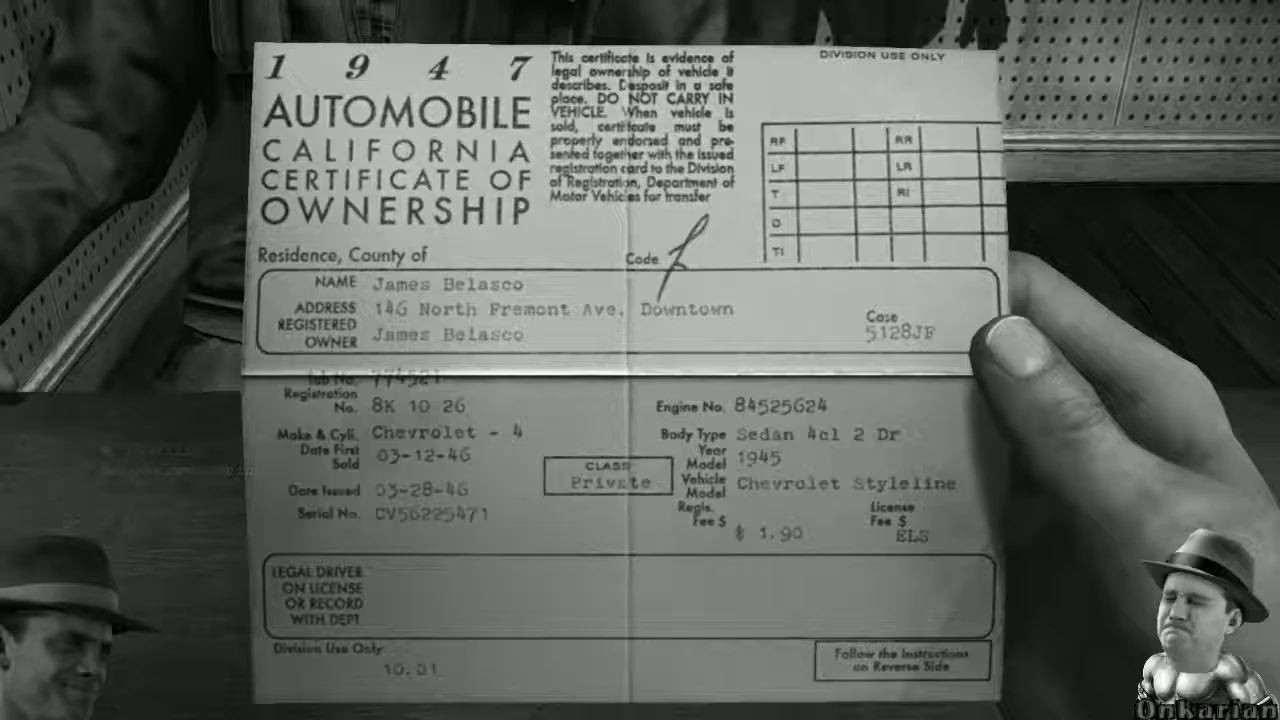 1 9 4 7
AUTOMOBILE
CALIFORNIA
CERTIFICATE OF
OWNERSHIP
This certificate is evidence of
legal ownership of vehicle it
describes. Desposit in a safe
place. DO NOT CARRY IN
VEHICLE. When vehicle is
sold, certificate must be
properly endorsed and pre-
sented together with the issued
registration card to the Division
of Registration, Department of
Motor Vehicles for transfer
DIVISION USE ONLY
RF RR
LF LR
T RI
O
TI
Residence, County of
Code
NAME James Belasco
ADDRESS 146 North Fremont Ave. Downtown
REGISTERED OWNER James Belasco
Case
5128JF
Tab No. 774521
Registration No. 8K 10 26
Engine No. 84525624
Make & Cyli. Chevrolet - 4
Body Type Sedan 4cl 2 Dr
Date First Sold 03-12-46
Year Model 1945
CLASS
Private
Vehicle Model Chevrolet Styleline
Date Issued 03-28-46
Serial No. CV56225471
Regis. Fee $ $ 1.90
License Fee $ ELS
LEGAL DRIVER
ON LICENSE
OR RECORD
WITH DEPT
Division Use Only
10.01
Follow the Instructions
on Reverse Side
Onkarian